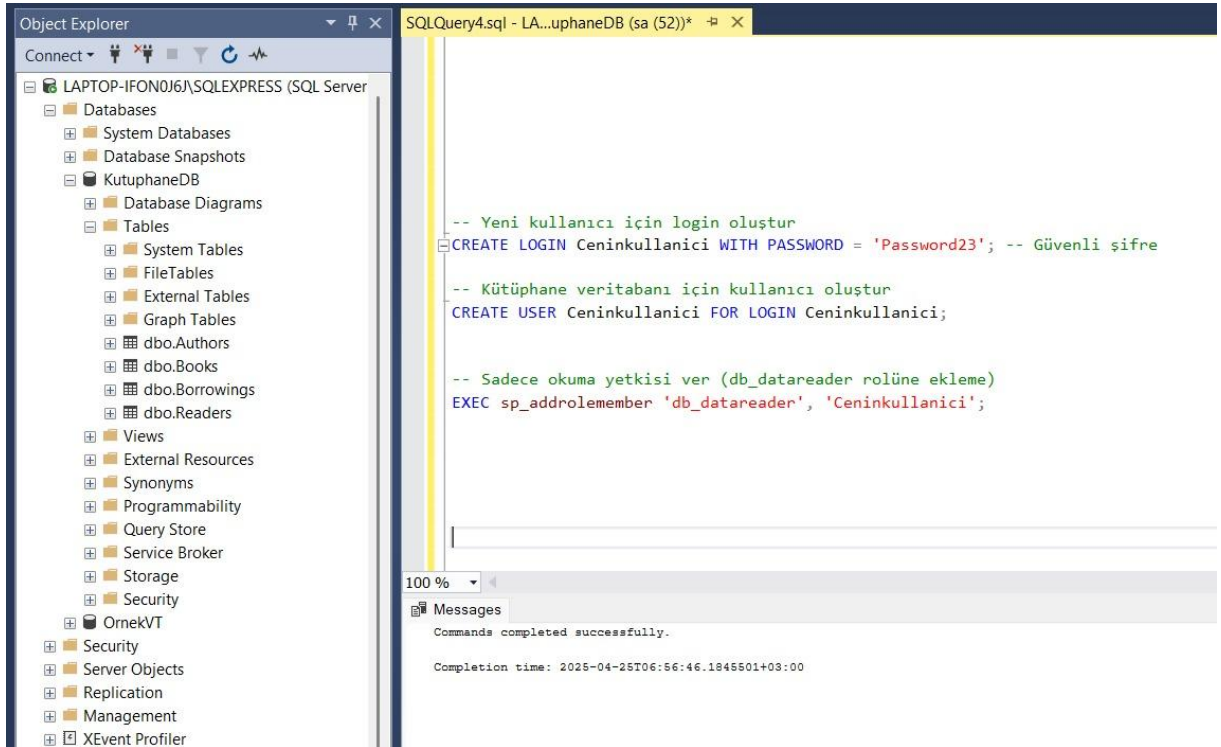 Object Explorer
Connect
LAPTOP-IFON0J6J\SQLEXPRESS (SQL Server
Databases
System Databases
Database Snapshots
KutuphaneDB
Database Diagrams
Tables
System Tables
FileTables
External Tables
Graph Tables
dbo.Authors
dbo.Books
dbo.Borrowings
dbo.Readers
Views
External Resources
Synonyms
Programmability
Query Store
Service Broker
Storage
Security
OrnekVT
Security
Server Objects
Replication
Management
XEvent Profiler
SQLQuery4.sql - LA...uphaneDB (sa (52))*
-- Yeni kullanıcı için login oluştur
CREATE LOGIN Ceninkullanici WITH PASSWORD = 'Password23'; -- Güvenli şifre
-- Kütüphane veritabanı için kullanıcı oluştur
CREATE USER Ceninkullanici FOR LOGIN Ceninkullanici;
-- Sadece okuma yetkisi ver (db_datareader rolüne ekleme)
EXEC sp_addrolemember 'db_datareader', 'Ceninkullanici';
100 %
Messages
Commands completed successfully.
Completion time: 2025-04-25T06:56:46.1845501+03:00